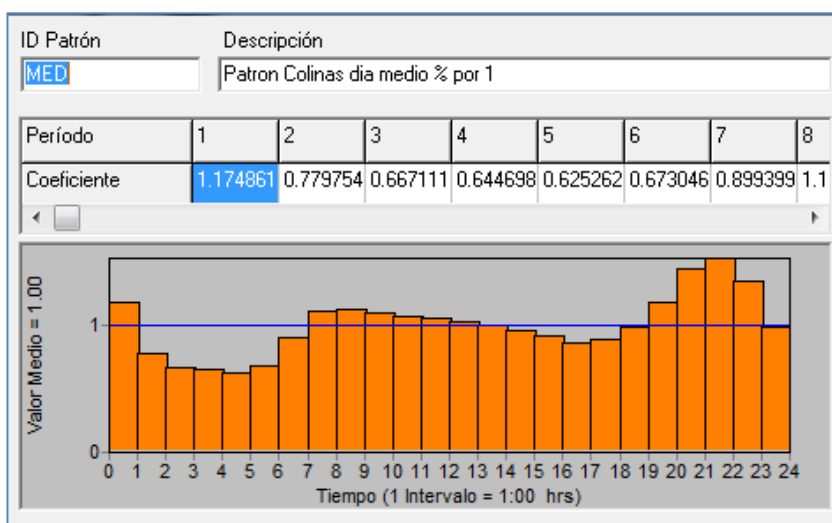 ID Patrón Descripción
MED Patron Colinas dia medio % por 1
Período 1 2 3 4 5 6 7 8
Coeficiente 1.174861 0.779754 0.667111 0.644698 0.625262 0.673046 0.899399 1.1
Valor Medio = 1.00
1
0
0 1 2 3 4 5 6 7 8 9 10 11 12 13 14 15 16 17 18 19 20 21 22 23 24
Tiempo (1 Intervalo = 1:00 hrs)